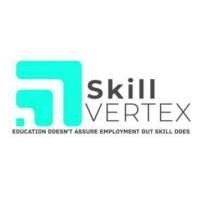 Skill
VERTEX
EDUCATION DOESN'T ASSURE EMPLOYMENT BUT SKILL DOES